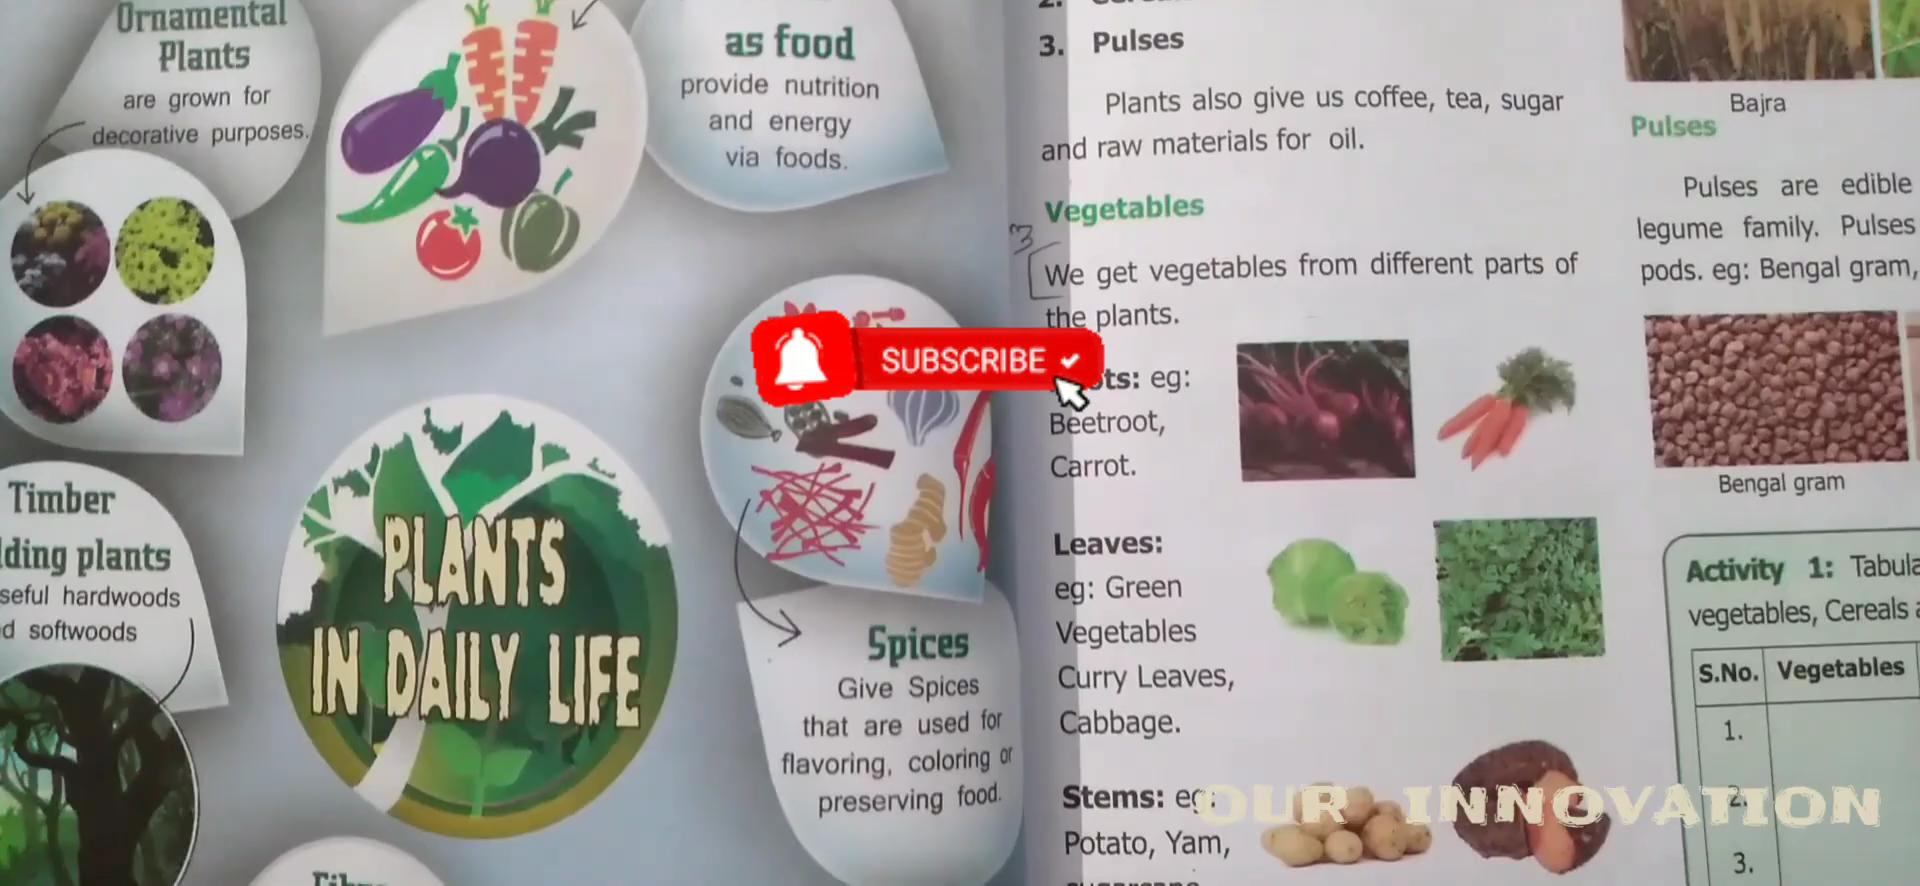 Ornamental
Plants
are grown for
decorative purposes.
as food
provide nutrition
and energy
via foods.
Timber
seful hardwoods
d softwoods
PLANTS
IN DAILY LIFE
Spices
Give Spices
that are used for
flavoring, coloring or
preserving food.
SUBSCRIBE
3. Pulses
Plants also give us coffee, tea, sugar
and raw materials for oil.
Vegetables
3
We get vegetables from different parts of
the plants.
ts: eg:
Beetroot,
Carrot.
Leaves:
eg: Green
Vegetables
Curry Leaves,
Cabbage.
Stems: eg:
Potato, Yam,
Bajra
Pulses
Pulses are edible
legume family. Pulses
pods. eg: Bengal gram,
Bengal gram
Activity 1: Tabula
vegetables, Cereals a
S.No. Vegetables
1.
2.
3.
OUR INNOVATION